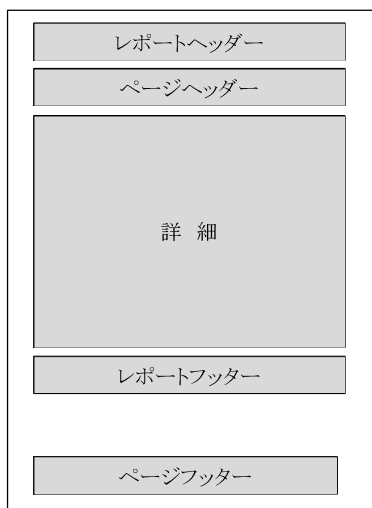 レポートヘッダー
ページヘッダー
詳 細
レポートフッター
ページフッター